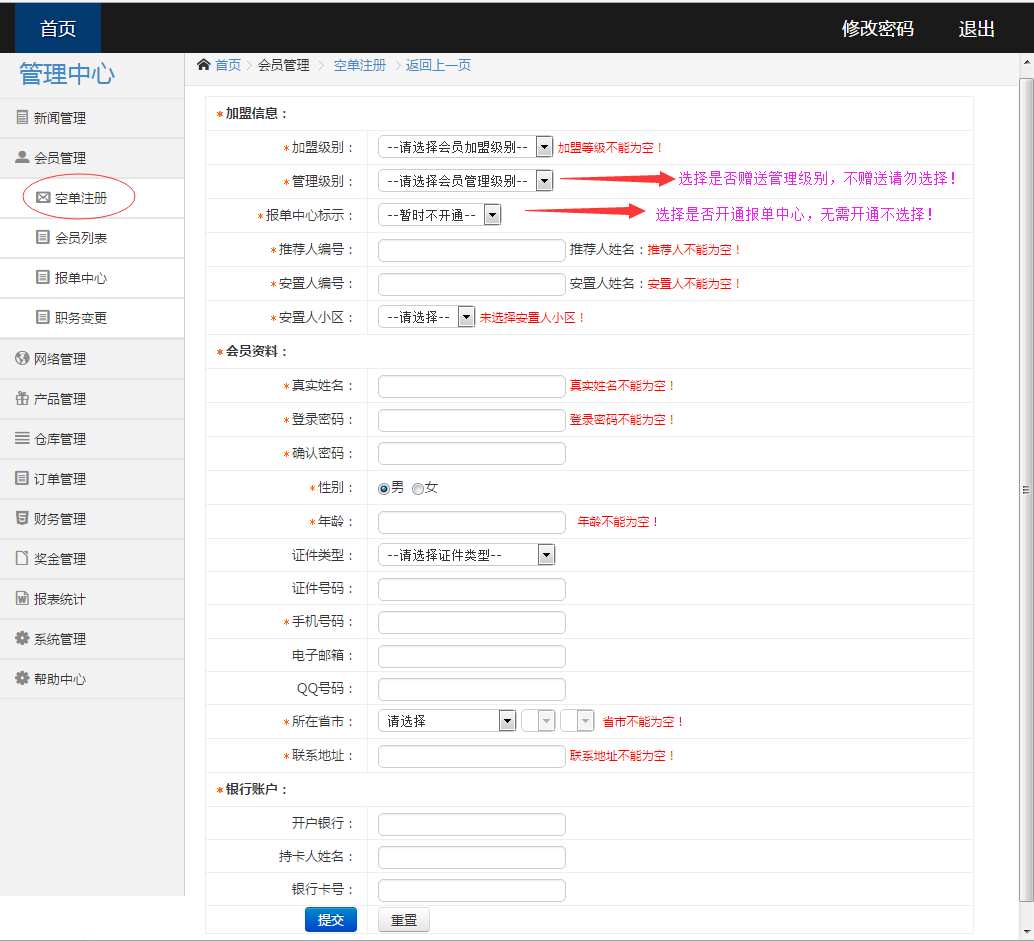 首页 修改密码 退出
管理中心
新闻管理
会员管理
空单注册
会员列表
报单中心
职务变更
网络管理
产品管理
仓库管理
订单管理
财务管理
奖金管理
报表统计
系统管理
帮助中心
首页 > 会员管理 > 空单注册 > 返回上一页
*加盟信息：
*加盟级别： --请选择会员加盟级别-- 加盟等级不能为空！
*管理级别： --请选择会员管理级别-- 选择是否赠送管理级别，不赠送请勿选择！
*报单中心标示： --暂时不开通-- 选择是否开通报单中心，无需开通不选择！
*推荐人编号： 推荐人姓名：推荐人不能为空！
*安置人编号： 安置人姓名：安置人不能为空！
*安置人小区： --请选择-- 未选择安置人小区！
*会员资料：
*真实姓名： 真实姓名不能为空！
*登录密码： 登录密码不能为空！
*确认密码：
*性别： 男 女
*年龄： 年龄不能为空！
证件类型： --请选择证件类型--
证件号码：
*手机号码：
电子邮箱：
QQ号码：
*所在省市： 请选择 省市不能为空！
*联系地址： 联系地址不能为空！
*银行账户：
开户银行：
持卡人姓名：
银行卡号：
提交 重置